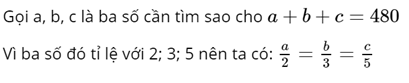 Gọi a, b, c là ba số cần tìm sao cho a + b + c = 480
Vì ba số đó tỉ lệ với 2; 3; 5 nên ta có: a/2 = b/3 = c/5